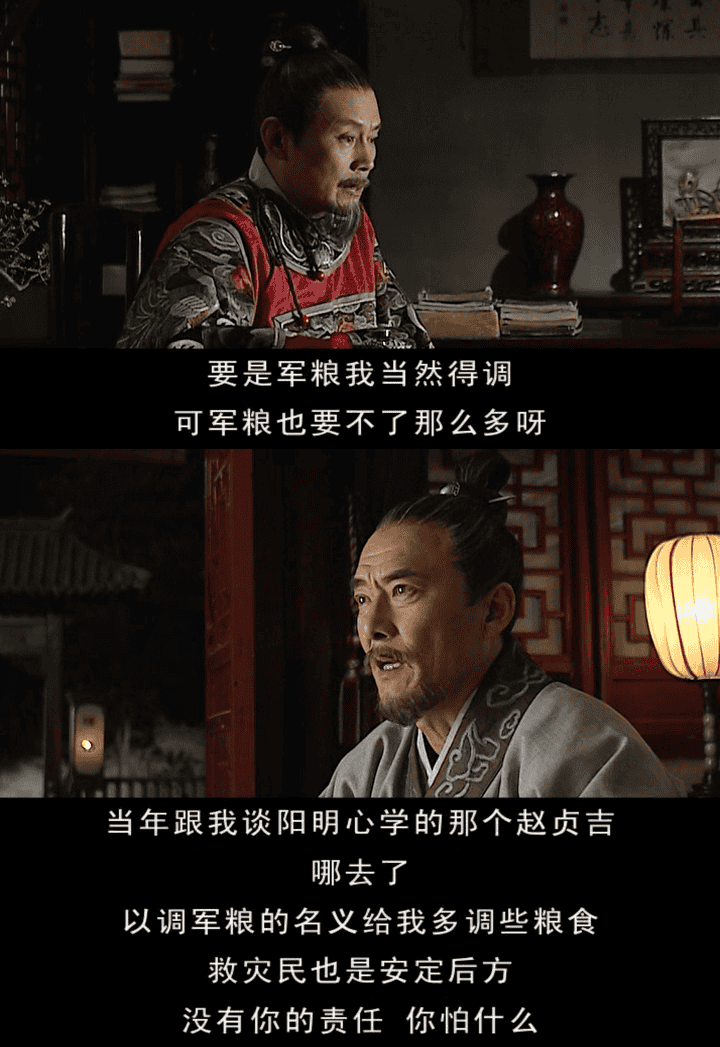 要是军粮我当然得调
可军粮也要不了那么多呀
当年跟我谈阳明心学的那个赵贞吉
哪去了
以调军粮的名义给我多调些粮食
救灾民也是安定后方
没有你的责任 你怕什么